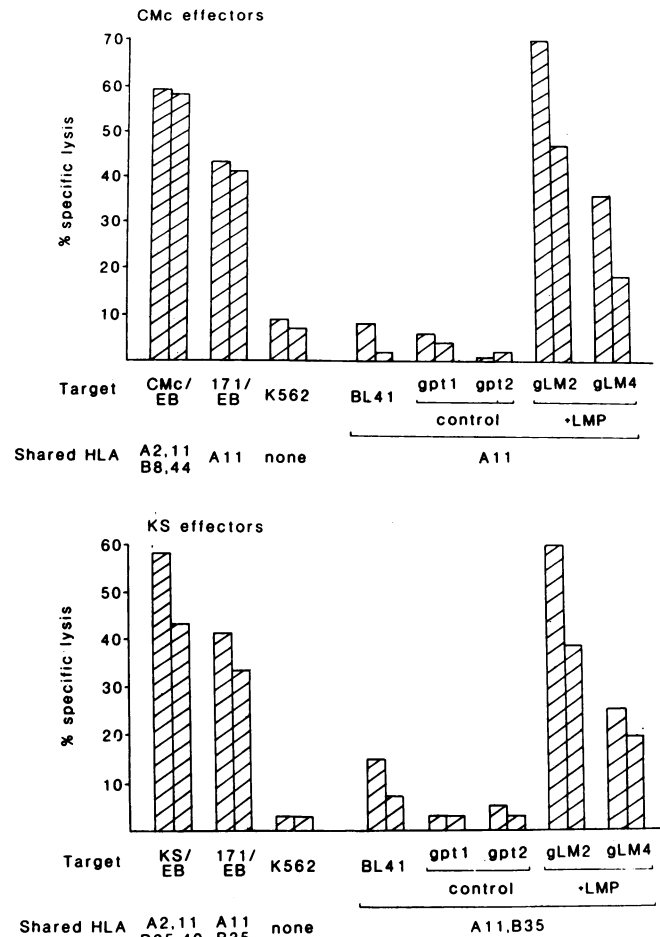 CMc effectors
70
60
50
40
30
20
10
% specific lysis
Target CMc/ EB 171/ EB K562 BL41 gpt1 gpt2 gLM2 gLM4
control +LMP
Shared HLA A2,11 B8,44 A11 none A11
KS effectors
60
50
40
30
20
10
% specific lysis
Target KS/ EB 171/ EB K562 BL41 gpt1 gpt2 gLM2 gLM4
control +LMP
Shared HLA A2,11 A11 none A11,B35
B35